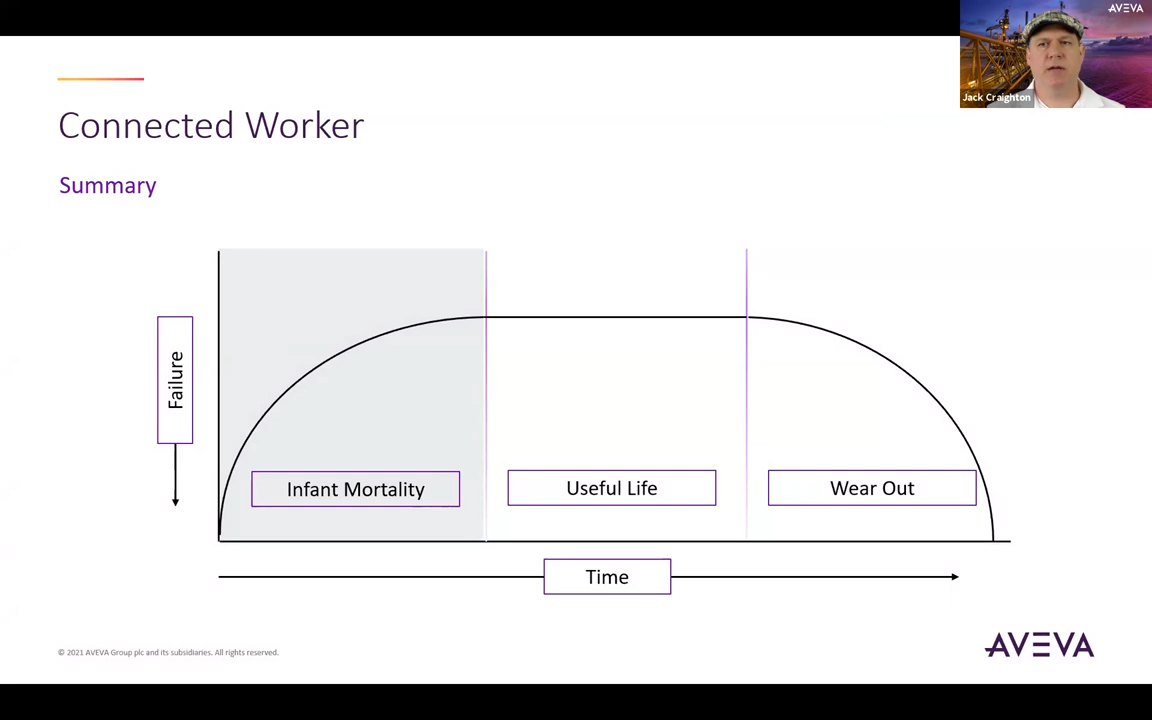 AVEVA
Jack Craighton
Connected Worker
Summary
Failure
Infant Mortality
Useful Life
Wear Out
Time
© 2021 AVEVA Group plc and its subsidiaries. All rights reserved.
AVEVA